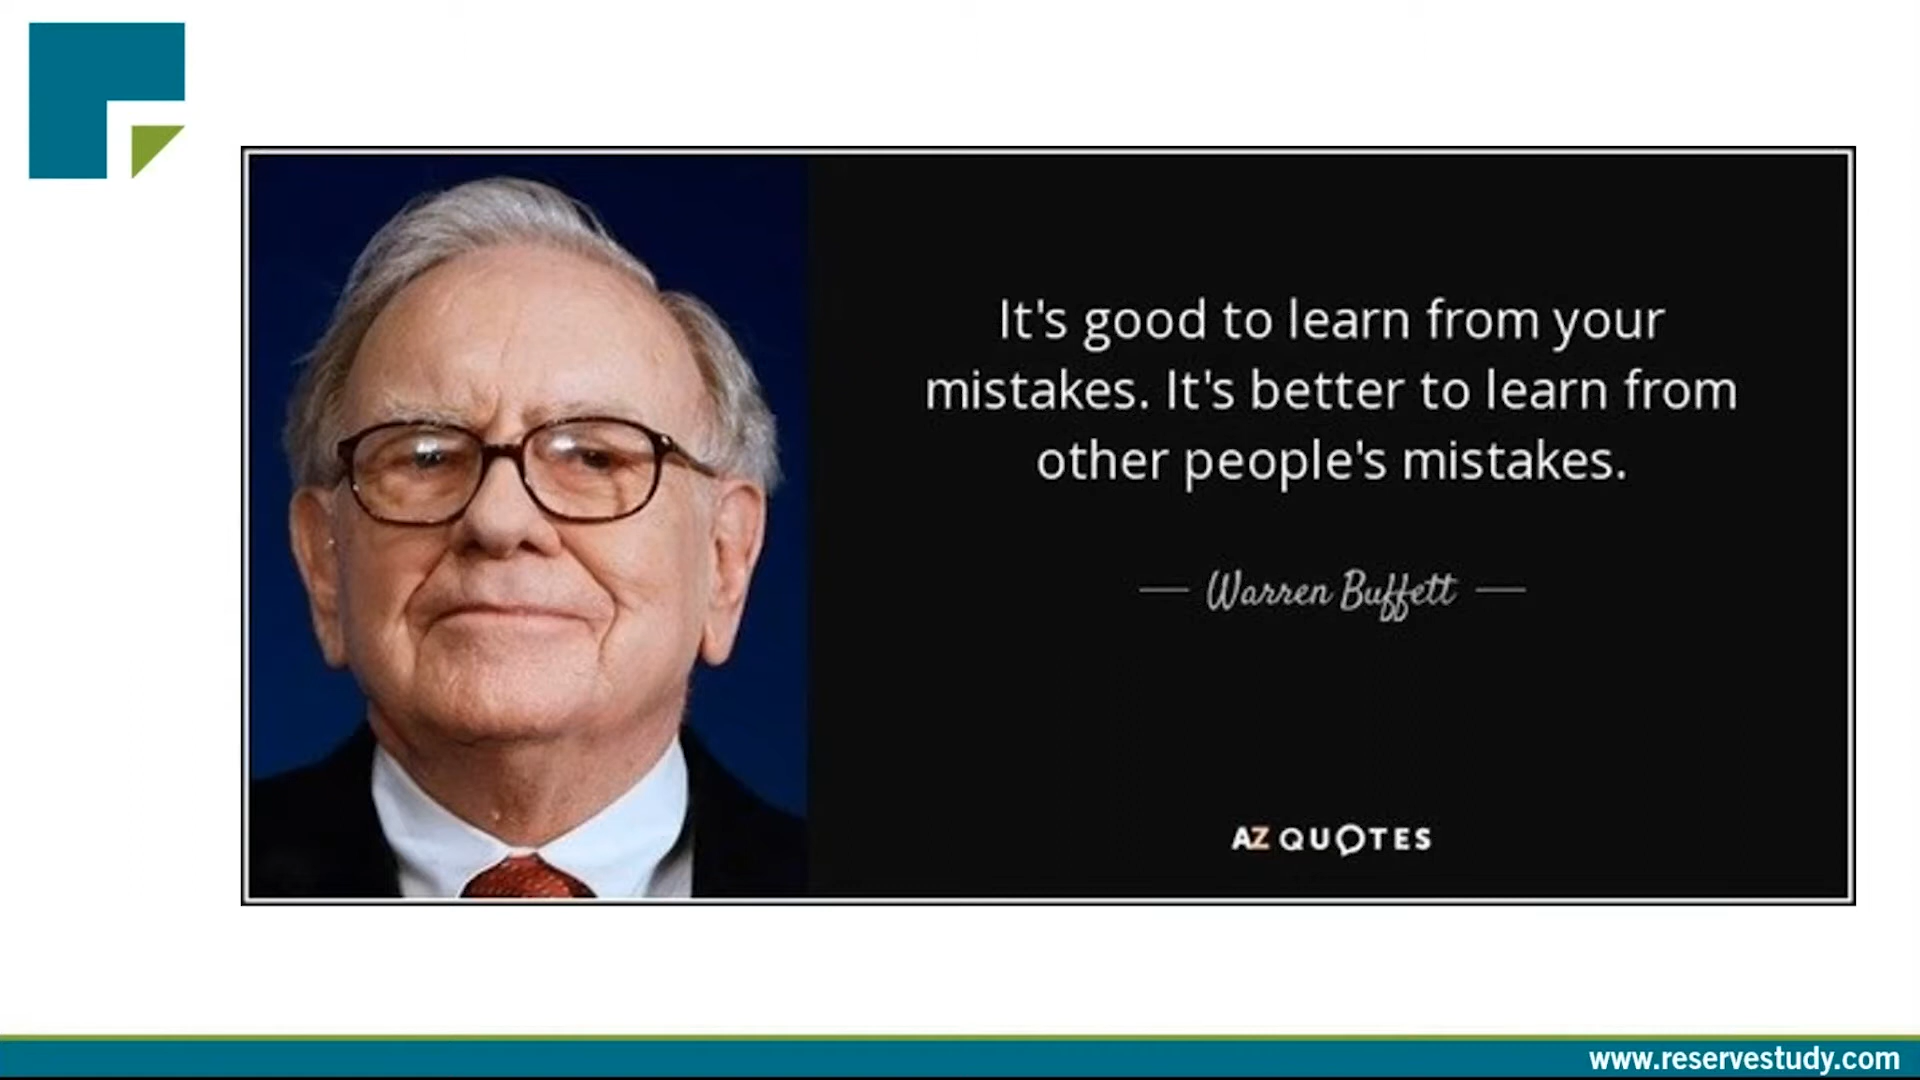 It's good to learn from your
mistakes. It's better to learn from
other people's mistakes.
— Warren Buffett —
AZ QUOTES
www.reservestudy.com